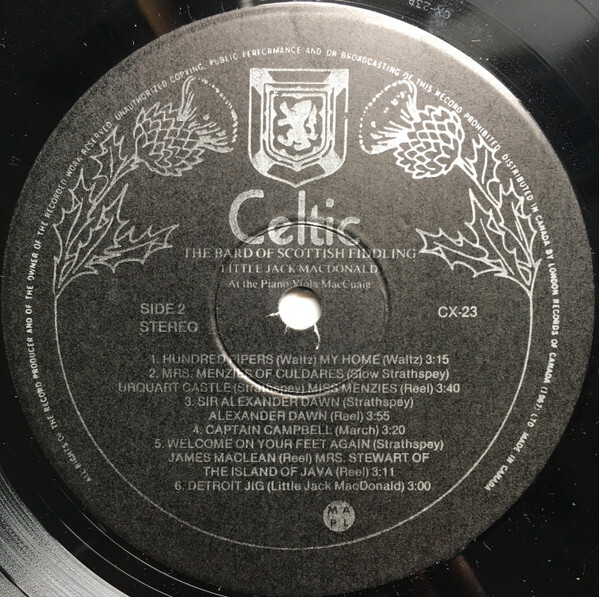 ALL RIGHTS OF THE RECORD PRODUCER AND OF THE OWNER OF THE RECORDED WORK RESERVED. UNAUTHORIZED COPYING, PUBLIC PERFORMANCE AND OR BROADCASTING OF THIS RECORD PROHIBITED. DISTRIBUTED IN CANADA BY LONDON RECORDS OF CANADA (1967) LTD MADE IN CANADA
Celtic
THE BARD OF SCOTTISH FIDDLING
LITTLE JACK MACDONALD
At the Piano Viola MacCuaig
SIDE 2
STEREO
CX-23
1. HUNDRED PIPERS (Waltz) MY HOME (Waltz) 3:15
2. MRS. MENZIES OF CULDARES (Slow Strathspey)
URQUART CASTLE (Strathspey) MISS MENZIES (Reel) 3:40
3. SIR ALEXANDER DAWN (Strathspey)
ALEXANDER DAWN (Reel) 3:55
4. CAPTAIN CAMPBELL (March) 3:20
5. WELCOME ON YOUR FEET AGAIN (Strathspey)
JAMES MACLEAN (Reel) MRS. STEWART OF
THE ISLAND OF JAVA (Reel) 3:11
6. DETROIT JIG (Little Jack MacDonald) 3:00
M A
P L